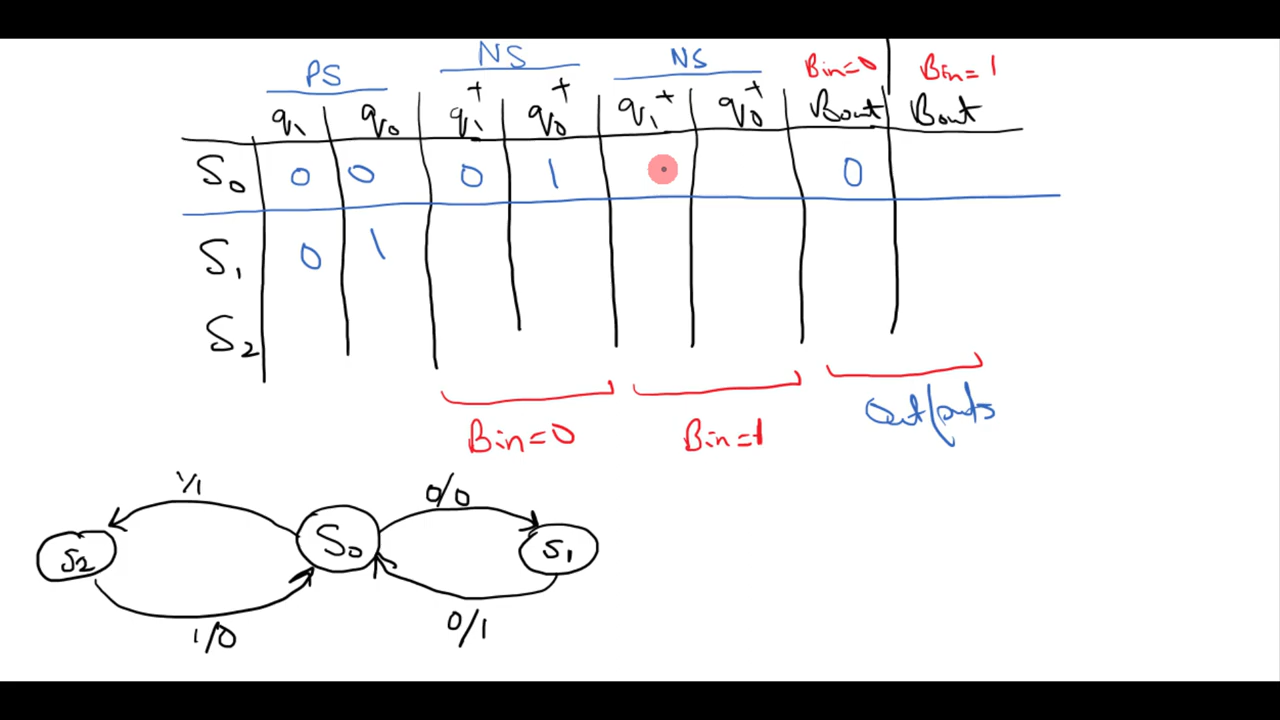 PS NS NS Bin=0 Bin=1
q1 q0 q1+ q0+ q1+ q0+ Bout Bout
S0 0 0 0 1 0
S1 0 1
S2
Bin=0 Bin=1 Outputs
1/1 0/0
S2 S0 S1
1/0 0/1